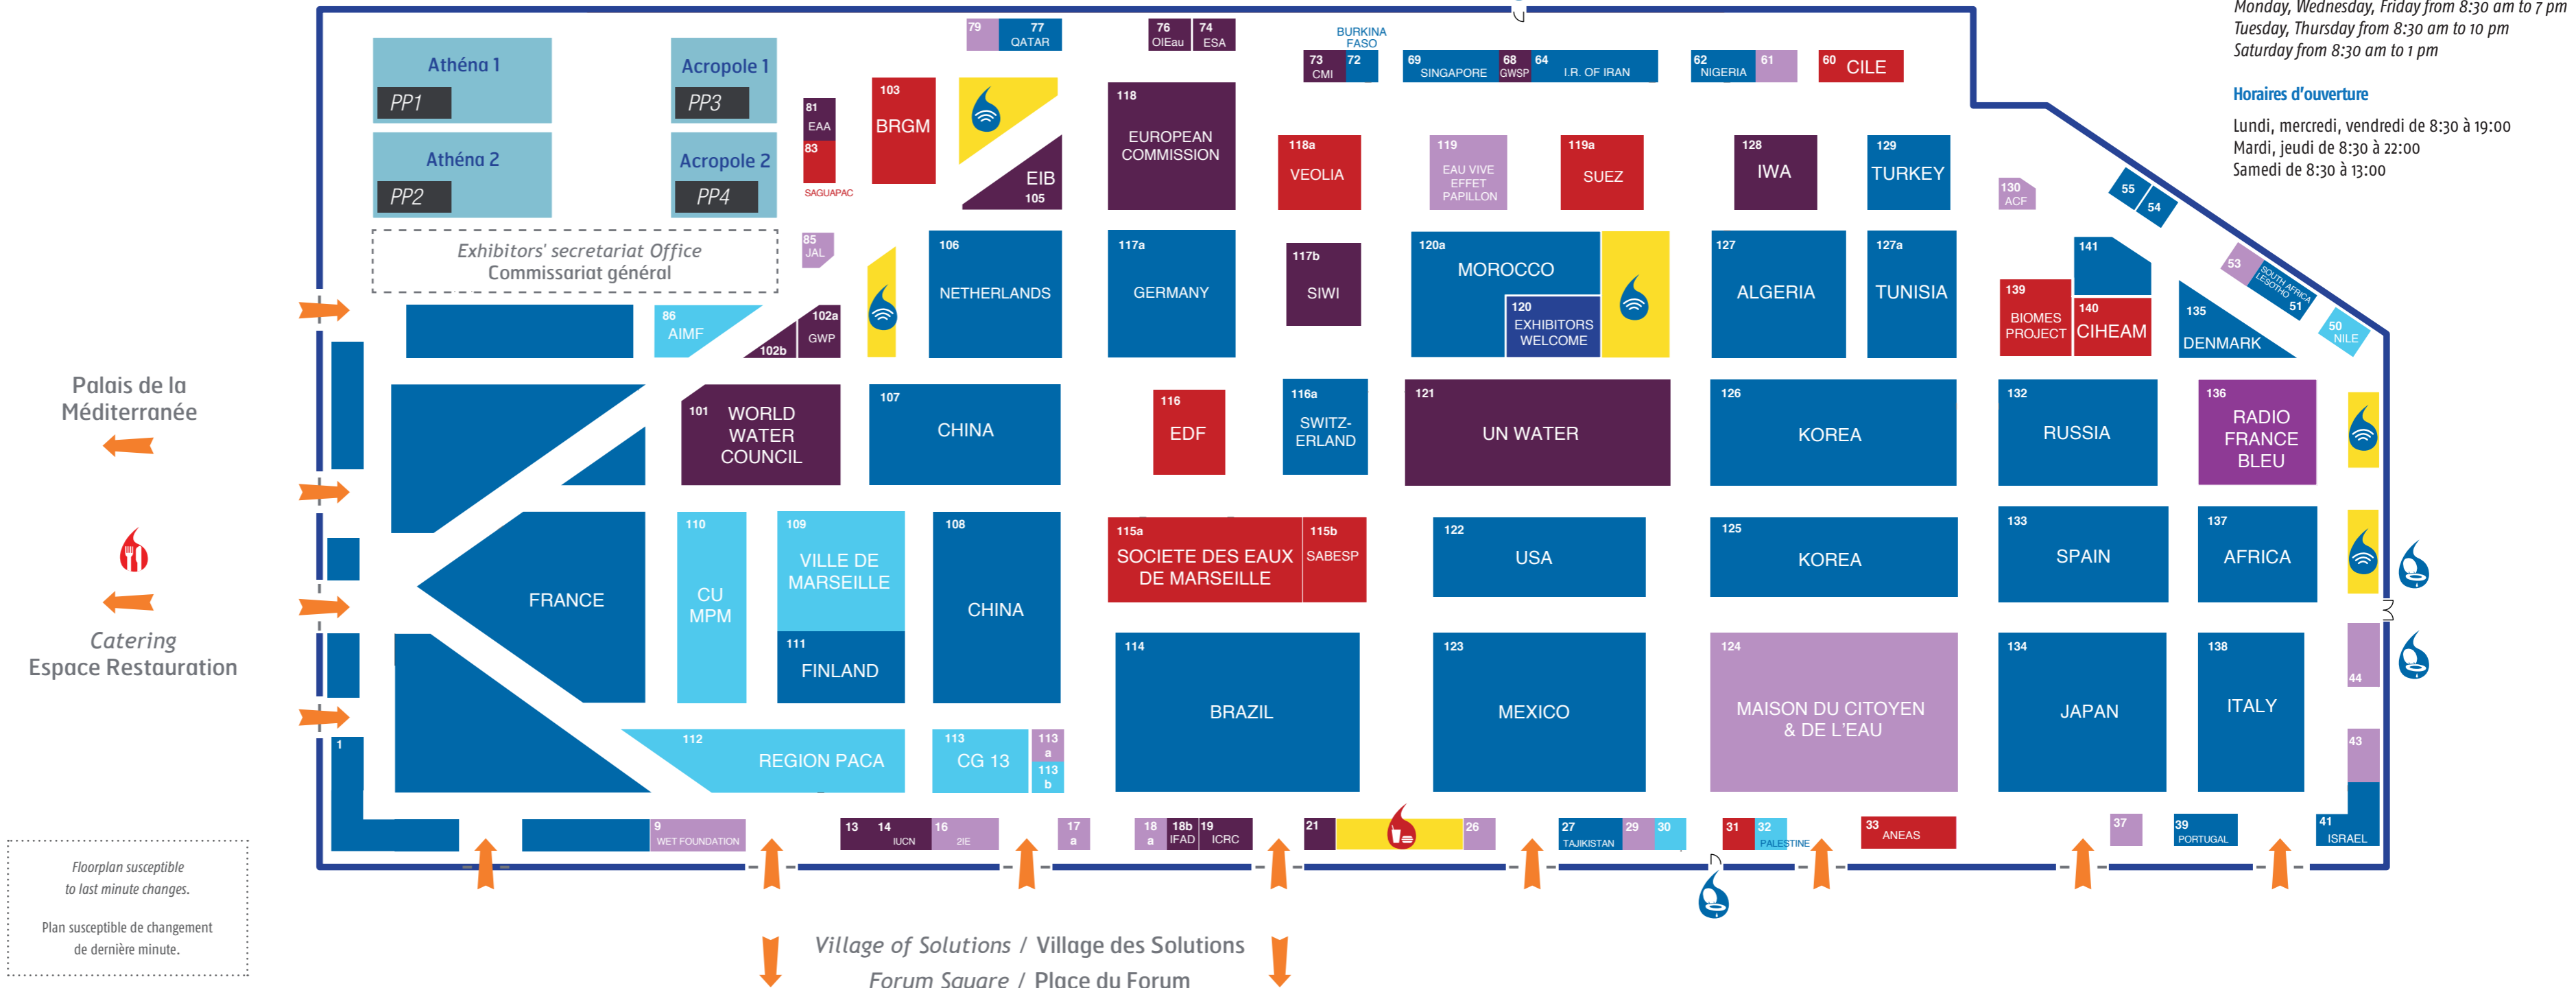 Monday, Wednesday, Friday from 8:30 am to 7 pm
Tuesday, Thursday from 8:30 am to 10 pm
Saturday from 8:30 am to 1 pm
Horaires d'ouverture
Lundi, mercredi, vendredi de 8:30 à 19:00
Mardi, jeudi de 8:30 à 22:00
Samedi de 8:30 à 13:00
Athéna 1
PP1
Athéna 2
PP2
Acropole 1
PP3
Acropole 2
PP4
Exhibitors' secretariat Office
Commissariat général
79
77
QATAR
76
OIEau
74
ESA
BURKINA
FASO
73
CMI
72
69
SINGAPORE
68
GWSP
64
I.R. OF IRAN
62
NIGERIA
61
60
CILE
81
EAA
83
SAGUAPAC
103
BRGM
EIB
105
118
EUROPEAN
COMMISSION
118a
VEOLIA
119
EAU VIVE
EFFET
PAPILLON
119a
SUEZ
128
IWA
129
TURKEY
130
ACF
55
54
53
SOUTH AFRICA
LESOTHO
51
50
NILE
85
JAL
86
AIMF
102b
102a
GWP
106
NETHERLANDS
117a
GERMANY
117b
SIWI
120a
MOROCCO
120
EXHIBITORS
WELCOME
127
ALGERIA
127a
TUNISIA
139
BIOMES
PROJECT
141
140
CIHEAM
135
DENMARK
Palais de la
Méditerranée
101
WORLD
WATER
COUNCIL
107
CHINA
116
EDF
116a
SWITZ-
ERLAND
121
UN WATER
126
KOREA
132
RUSSIA
136
RADIO
FRANCE
BLEU
FRANCE
110
CU
MPM
109
VILLE DE
MARSEILLE
111
FINLAND
108
CHINA
115a
SOCIETE DES EAUX
DE MARSEILLE
115b
SABESP
122
USA
125
KOREA
133
SPAIN
137
AFRICA
Catering
Espace Restauration
114
BRAZIL
123
MEXICO
124
MAISON DU CITOYEN
& DE L'EAU
134
JAPAN
138
ITALY
44
43
1
112
REGION PACA
113
CG 13
113
a
113
b
9
WET FOUNDATION
13
14
IUCN
16
2IE
17
a
18
a
18b
IFAD
19
ICRC
21
26
27
TAJIKISTAN
29
30
31
32
PALESTINE
33
ANEAS
37
39
PORTUGAL
41
ISRAEL
Floorplan susceptible
to last minute changes.
Plan susceptible de changement
de dernière minute.
Village of Solutions / Village des Solutions
Forum Square / Place du Forum